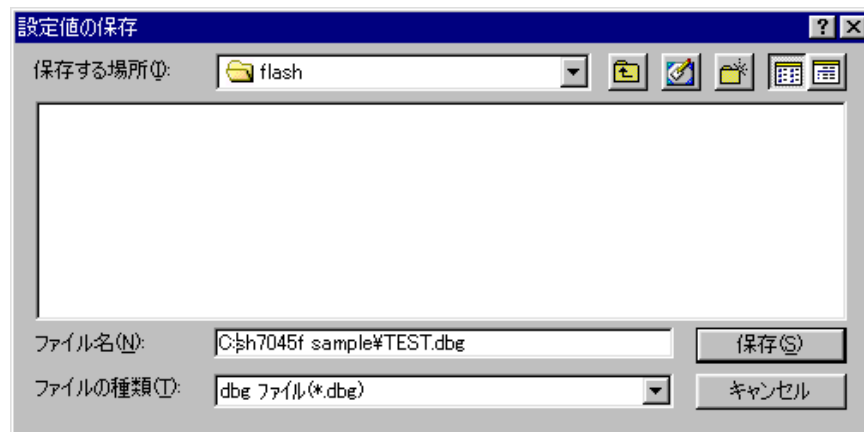 設定値の保存
保存する場所(I): flash
ファイル名(N): C:¥sh7045f sample¥TEST.dbg 保存(S)
ファイルの種類(T): dbg ファイル(*.dbg) キャンセル